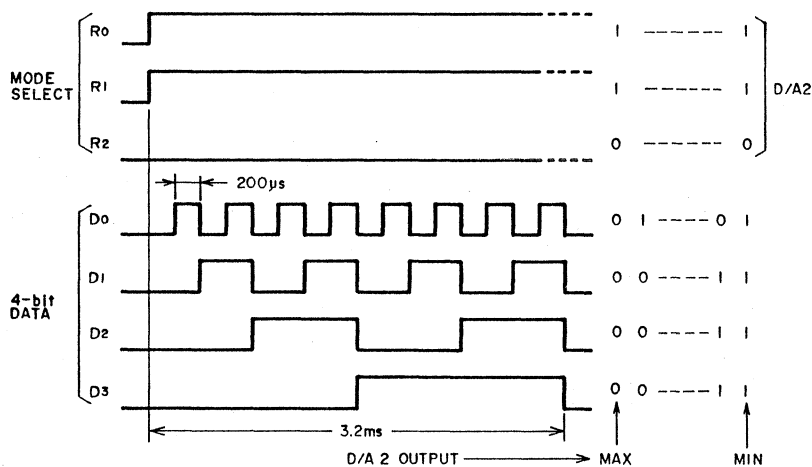 R0 1 ------ 1
MODE SELECT R1 1 ------ 1 D/A2
R2 0 ------ 0
200μs
D0 0 1 ---- 0 1
D1 0 0 ---- 1 1
4-bit DATA
D2 0 0 ---- 1 1
D3 0 0 ---- 1 1
3.2ms
D/A 2 OUTPUT MAX MIN